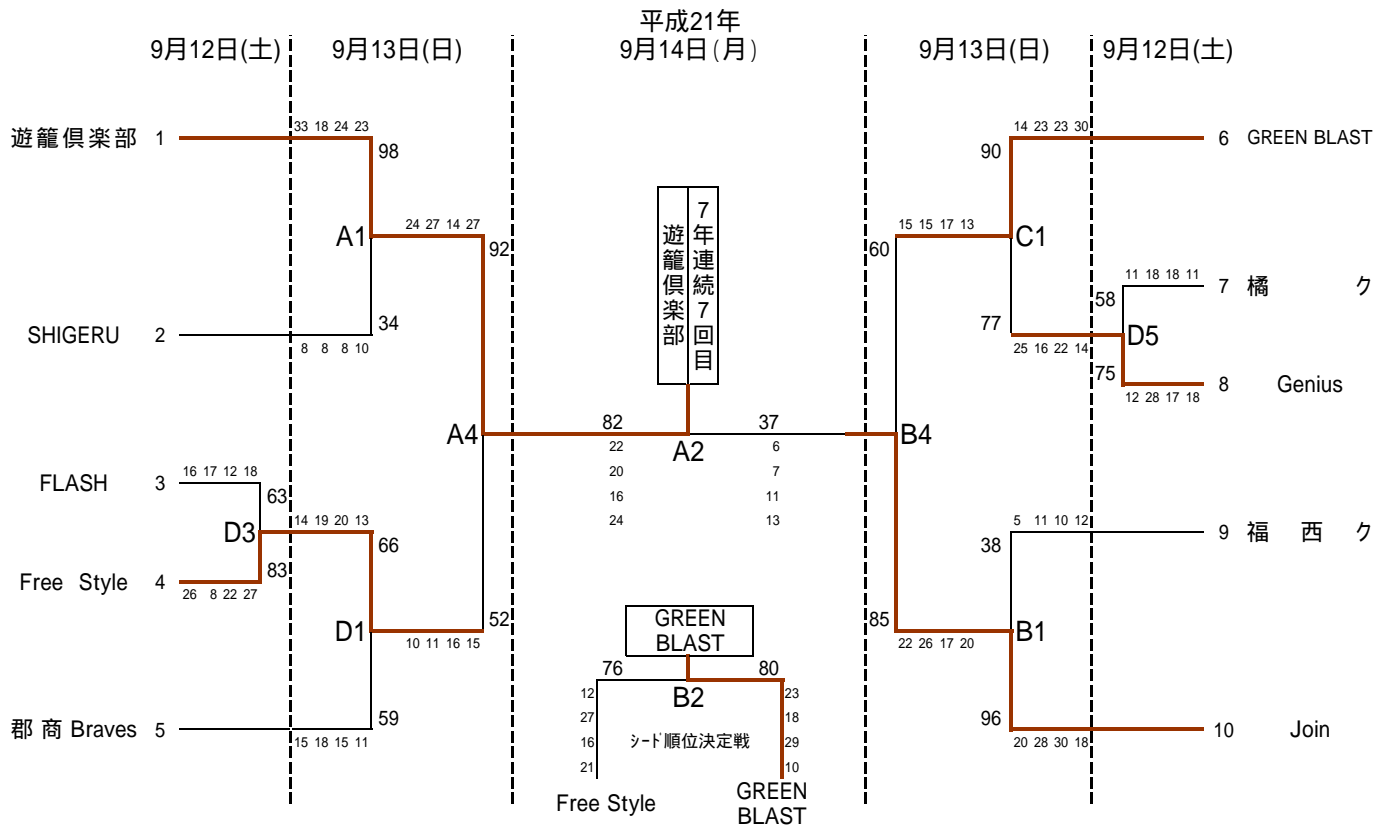 平成21年
9月12日(土) 9月13日(日) 9月14日(月) 9月13日(日) 9月12日(土)
遊籠倶楽部 1
33 18 24 23
98
A1
24 27 14 27
92
SHIGERU 2
34
8 8 8 10
A4
FLASH 3
16 17 12 18
63
D3
14 19 20 13
66
Free Style 4
83
26 8 22 27
D1
52
10 11 16 15
郡商 Braves 5
59
15 18 15 11
7年連続7回目
遊籠倶楽部
82 37
A2
22 6
20 7
16 11
24 13
GREEN
BLAST
76 80
B2
12 23
27 18
16 シード順位決定戦 29
21 10
Free Style
GREEN
BLAST
14 23 23 30
90
6 GREEN BLAST
15 15 17 13
60
C1
11 18 18 11
58
7 橘 ク
77
25 16 22 14
D5
75
12 28 17 18
8 Genius
B4
5 11 10 12
38
9 福 西 ク
85
22 26 17 20
B1
96
20 28 30 18
10 Join